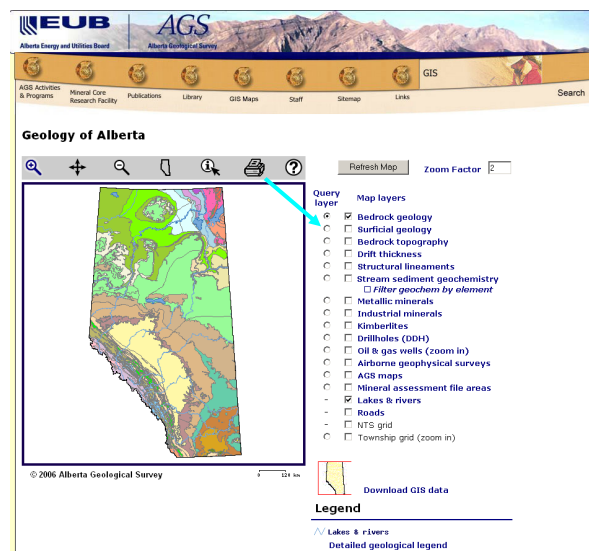 EUB
AGS
Alberta Energy and Utilities Board
Alberta Geological Survey
GIS
AGS Activities
& Programs
Mineral Core
Research Facility
Publications
Library
GIS Maps
Staff
Sitemap
Links
Search
Geology of Alberta
Refresh Map
Zoom Factor 2
Query
layer
Map layers
Bedrock geology
Surficial geology
Bedrock topography
Drift thickness
Structural lineaments
Stream sediment geochemistry
Filter geochem by element
Metallic minerals
Industrial minerals
Kimberlites
Drillholes (DDH)
Oil & gas wells (zoom in)
Airborne geophysical surveys
AGS maps
Mineral assessment file areas
- Lakes & rivers
- Roads
- NTS grid
Township grid (zoom in)
© 2006 Alberta Geological Survey
0 120 km
Download GIS data
Legend
Lakes & rivers
Detailed geological legend